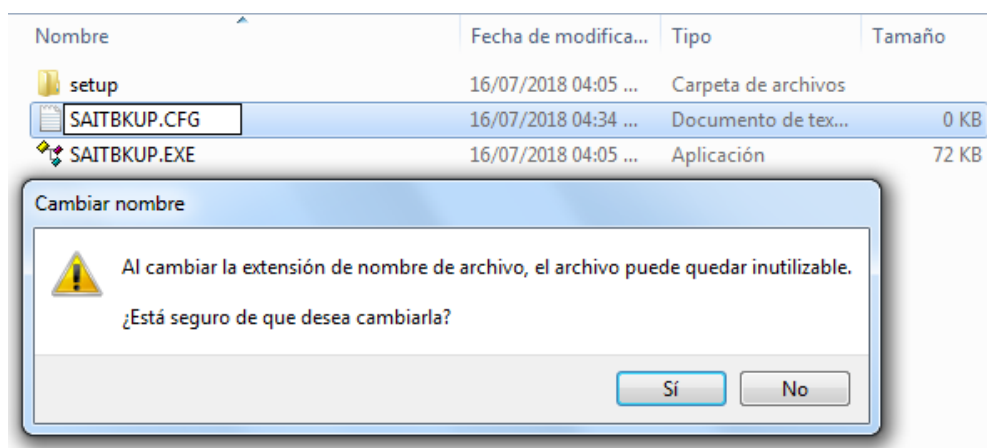 Nombre Fecha de modifica... Tipo Tamaño
setup 16/07/2018 04:05 ... Carpeta de archivos
SAITBKUP.CFG 16/07/2018 04:34 ... Documento de tex... 0 KB
SAITBKUP.EXE 16/07/2018 04:05 ... Aplicación 72 KB
Cambiar nombre
Al cambiar la extensión de nombre de archivo, el archivo puede quedar inutilizable.
¿Está seguro de que desea cambiarla?
Sí No